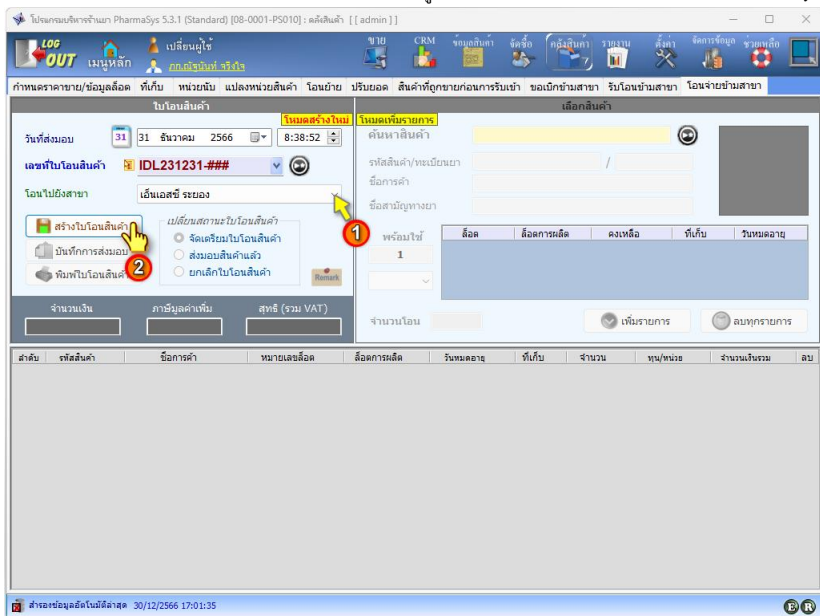 โปรแกรมบริหารร้านยา PharmaSys 5.3.1 (Standard) [08-0001-PS010] : คลังสินค้า [[ admin ]]
LOG OUT
เมนูหลัก
เปลี่ยนผู้ใช้
ขาย
CRM
ข้อมูลสินค้า
จัดซื้อ
คลังสินค้า
รายงาน
ตั้งค่า
จัดการข้อมูล
ช่วยเหลือ
กำหนดราคาขาย/ข้อมูลล็อต ที่เก็บ หน่วยนับ แปลงหน่วยสินค้า โอนย้าย ปรับยอด สินค้าที่ถูกขายก่อนการรับเข้า ขอเบิกข้ามสาขา รับโอนข้ามสาขา โอนจ่ายข้ามสาขา
ใบโอนสินค้า
โหมดสร้างใหม่
วันที่ส่งมอบ 31 31 ธันวาคม 2566 8:38:52
เลขที่ใบโอนสินค้า IDL231231-###
โอนไปยังสาขา เอ็นเอสซี ระยอง
1
สร้างใบโอนสินค้า
บันทึกการส่งมอบ
พิมพ์ใบโอนสินค้า
2
เปลี่ยนสถานะใบโอนสินค้า
จัดเตรียมใบโอนสินค้า
ส่งมอบสินค้าแล้ว
ยกเลิกใบโอนสินค้า
Remark
จำนวนเงิน ภาษีมูลค่าเพิ่ม สุทธิ (รวม VAT)
เลือกสินค้า
โหมดเพิ่มรายการ
ค้นหาสินค้า
รหัสสินค้า/ทะเบียนยา /
ชื่อการค้า
ชื่อสามัญทางยา
พร้อมใช้
1
ล็อต ล็อตการผลิต คงเหลือ ที่เก็บ วันหมดอายุ
จำนวนโอน
เพิ่มรายการ
ลบทุกรายการ
ลำดับ รหัสสินค้า ชื่อการค้า หมายเลขล็อต ล็อตการผลิต วันหมดอายุ ที่เก็บ จำนวน ทุน/หน่วย จำนวนเงินรวม ลบ
สำรองข้อมูลอัตโนมัติล่าสุด 30/12/2566 17:01:35
E R